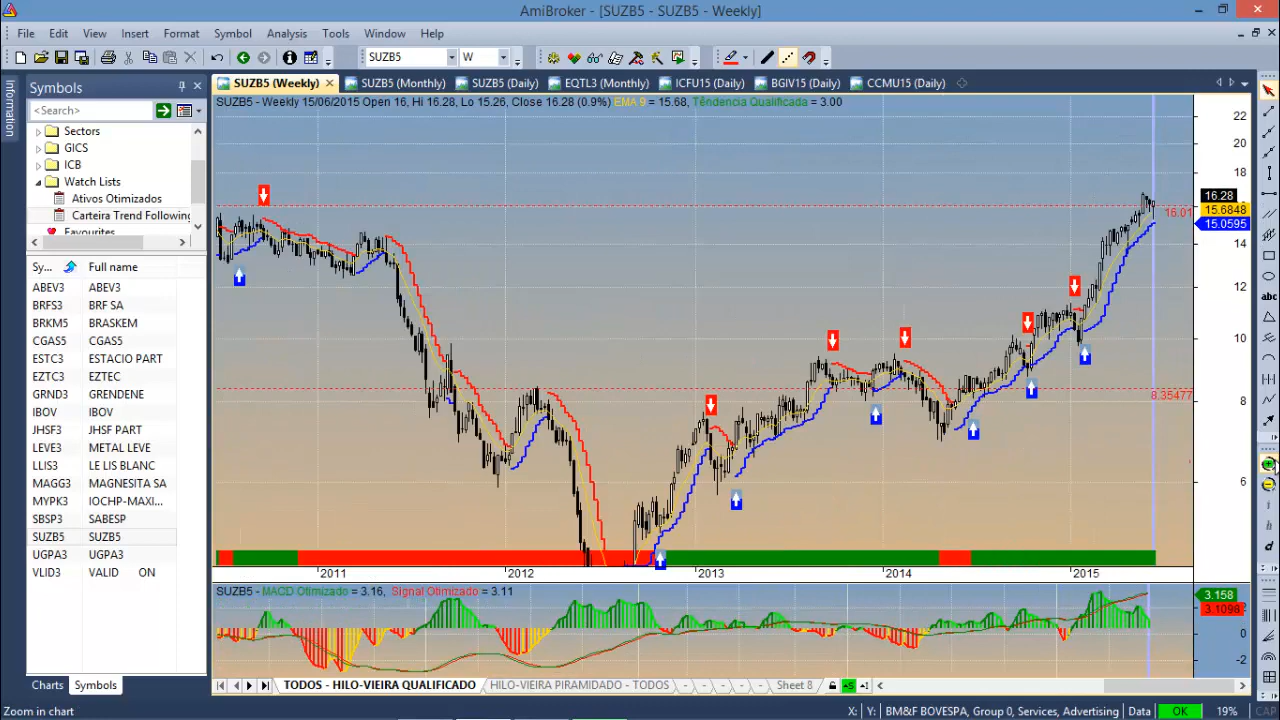 AmiBroker - [SUZB5 - SUZB5 - Weekly]
File Edit View Insert Format Symbol Analysis Tools Window Help
SUZB5 W
Information
Symbols
<Search>
Sectors
GICS
ICB
Watch Lists
Ativos Otimizados
Carteira Trend Following
Favourites
Sy... Full name
ABEV3 ABEV3
BRFS3 BRF SA
BRKM5 BRASKEM
CGAS5 CGAS5
ESTC3 ESTACIO PART
EZTC3 EZTEC
GRND3 GRENDENE
IBOV IBOV
JHSF3 JHSF PART
LEVE3 METAL LEVE
LLIS3 LE LIS BLANC
MAGG3 MAGNESITA SA
MYPK3 IOCHP-MAXI...
SBSP3 SABESP
SUZB5 SUZB5
UGPA3 UGPA3
VLID3 VALID ON
Charts Symbols
SUZB5 (Weekly) SUZB5 (Monthly) SUZB5 (Daily) EQTL3 (Monthly) ICFU15 (Daily) BGIV15 (Daily) CCMU15 (Daily)
SUZB5 - Weekly 15/06/2015 Open 16, Hi 16.28, Lo 15.26, Close 16.28 (0.9%) EMA 9 = 15.68, Têndencia Qualificada = 3.00
22
20
18
16.28
15.6848
16.01
15.0595
14
12
10
8.35477
8
6
2011 2012 2013 2014 2015
SUZB5 - MACD Otimizado = 3.16, Signal Otimizado = 3.11
3.158
3.1098
0
-2
TODOS - HILO-VIEIRA QUALIFICADO HILO-VIEIRA PIRAMIDADO - TODOS - - - - Sheet 8
abc
Zoom in chart X: Y: BM&F BOVESPA, Group 0, Services, Advertising Data OK 19% CAP